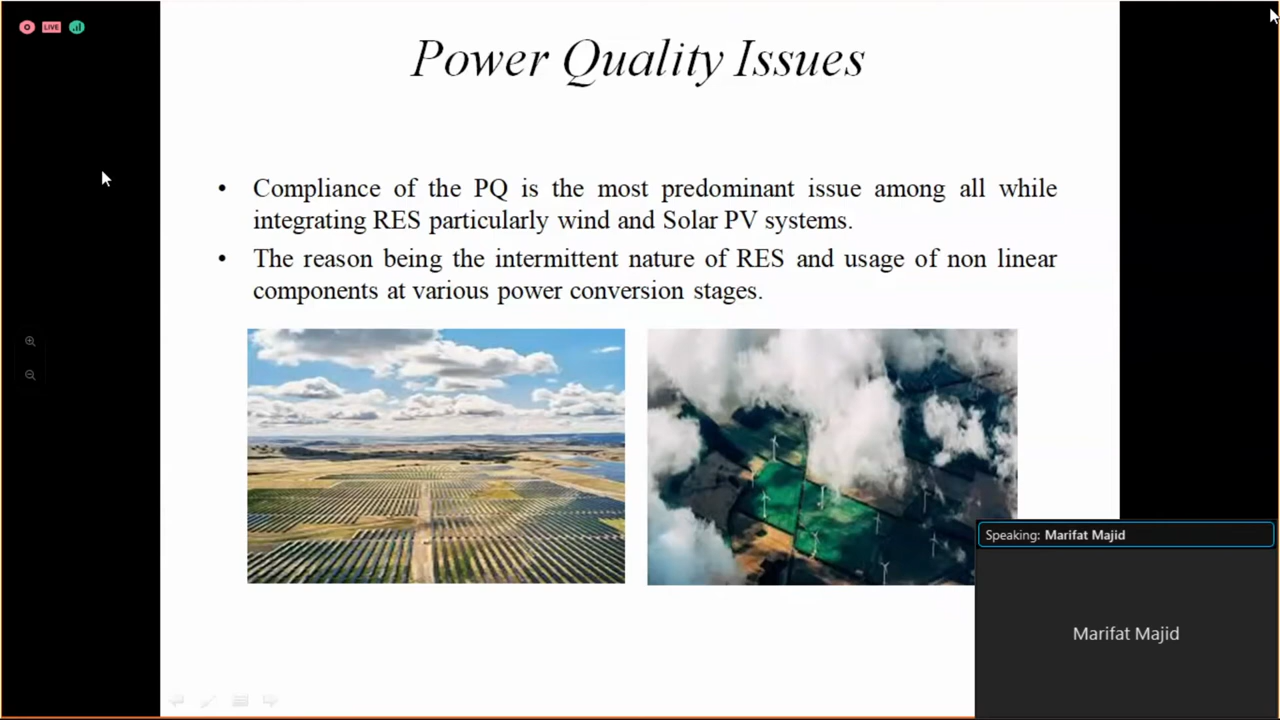 LIVE
Power Quality Issues
• Compliance of the PQ is the most predominant issue among all while
integrating RES particularly wind and Solar PV systems.
• The reason being the intermittent nature of RES and usage of non linear
components at various power conversion stages.
Speaking: Marifat Majid
Marifat Majid